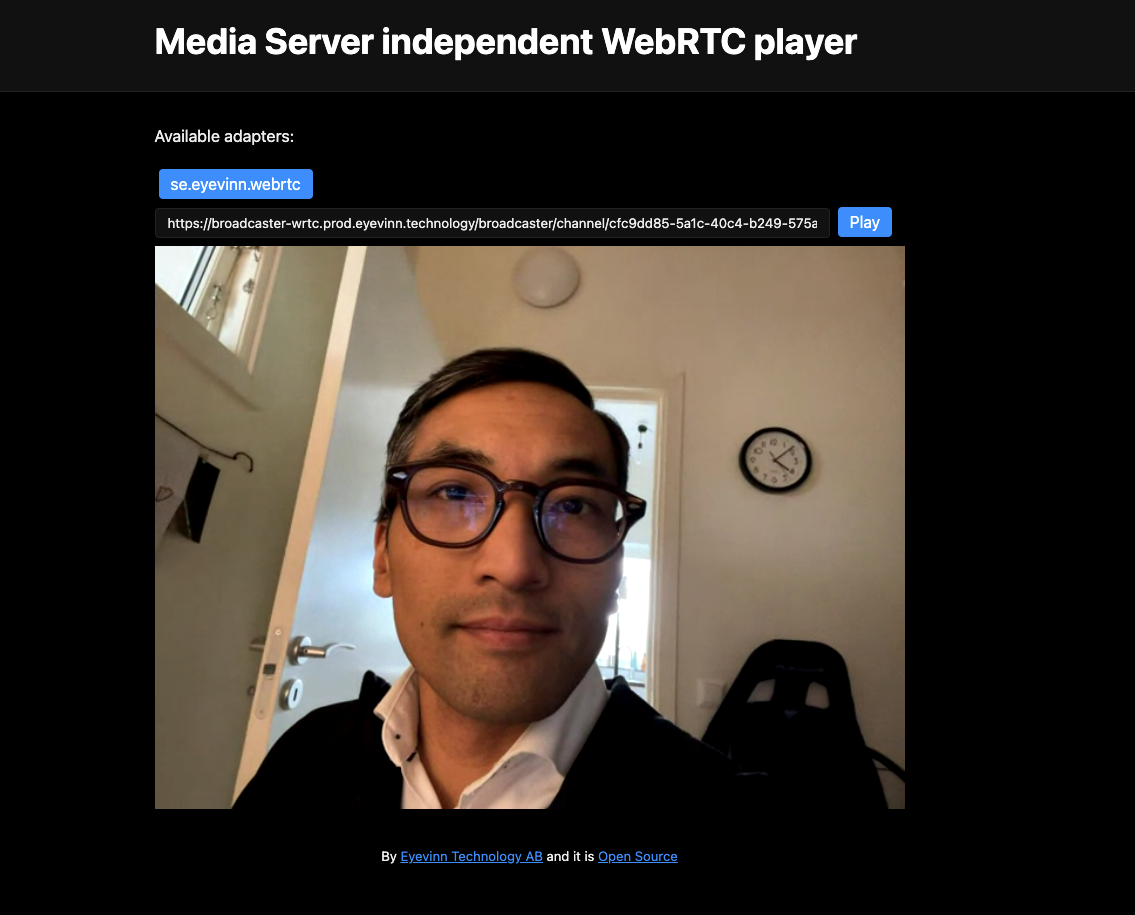 Media Server independent WebRTC player
Available adapters:
se.eyevinn.webrtc
https://broadcaster-wrtc.prod.eyevinn.technology/broadcaster/channel/cfc9dd85-5a1c-40c4-b249-575a
Play
By Eyevinn Technology AB and it is Open Source